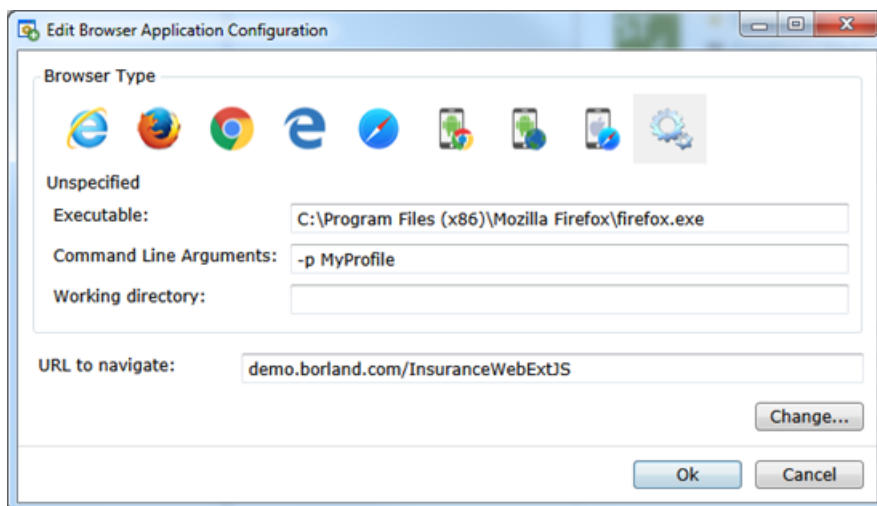 Edit Browser Application Configuration
Browser Type
Unspecified
Executable: C:\Program Files (x86)\Mozilla Firefox\firefox.exe
Command Line Arguments: -p MyProfile
Working directory:
URL to navigate: demo.borland.com/InsuranceWebExtJS
Change...
Ok Cancel